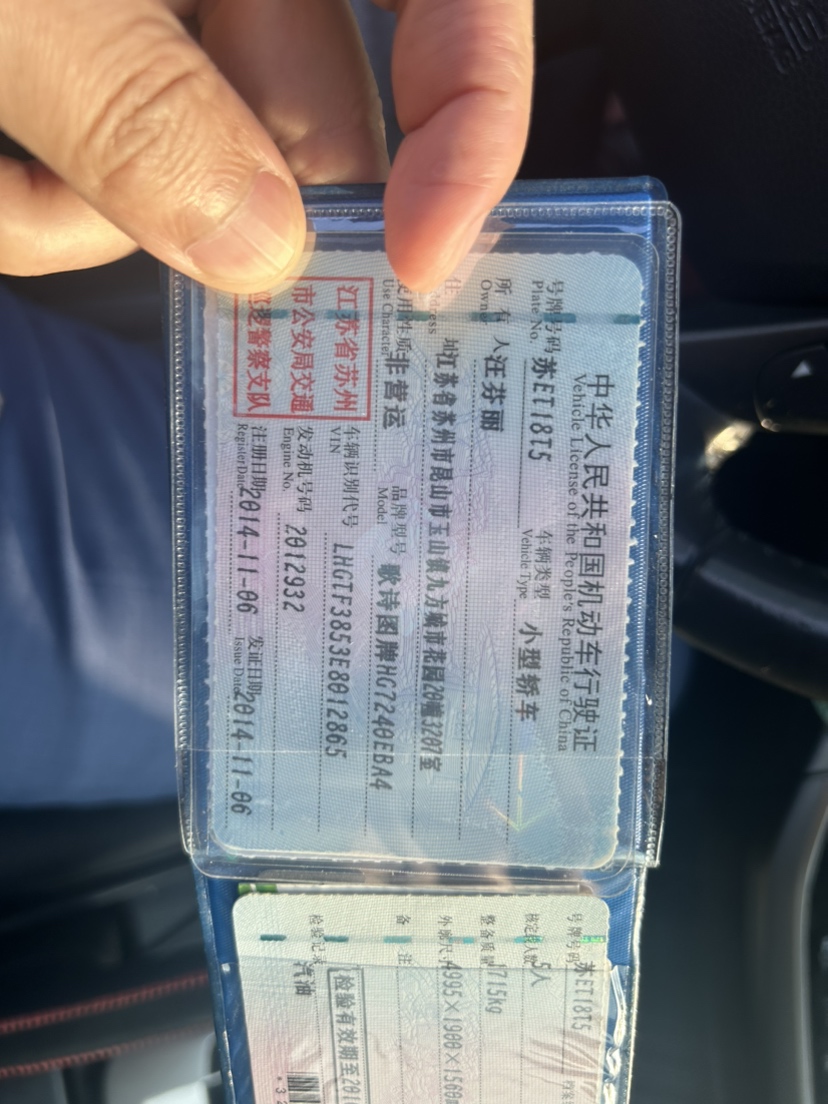 中华人民共和国机动车行驶证
Vehicle License of the People's Republic of China
号牌号码 苏ET18T5 车辆类型 小型轿车
Plate No. Vehicle Type
所有人 汪芬丽
Owner
住址 江苏省苏州市昆山市玉山镇九方城市花园28幢3207室
使用性质 非营运 品牌型号 歌诗图牌HG7240EBA4
Use Character Model
江苏省苏州
市公安局交通
警察支队
车辆识别代号 LHGTF3853E8012865
VIN
发动机号码 2012932
Engine No.
注册日期 2014-11-06 发证日期 2014-11-06
Register Date Issue Date
号牌号码 苏ET18T5
核定载人数 5人
整备质量 1715kg
外廓尺寸 4995×1900×1560
备注
检验有效期至201
检验记录 汽油